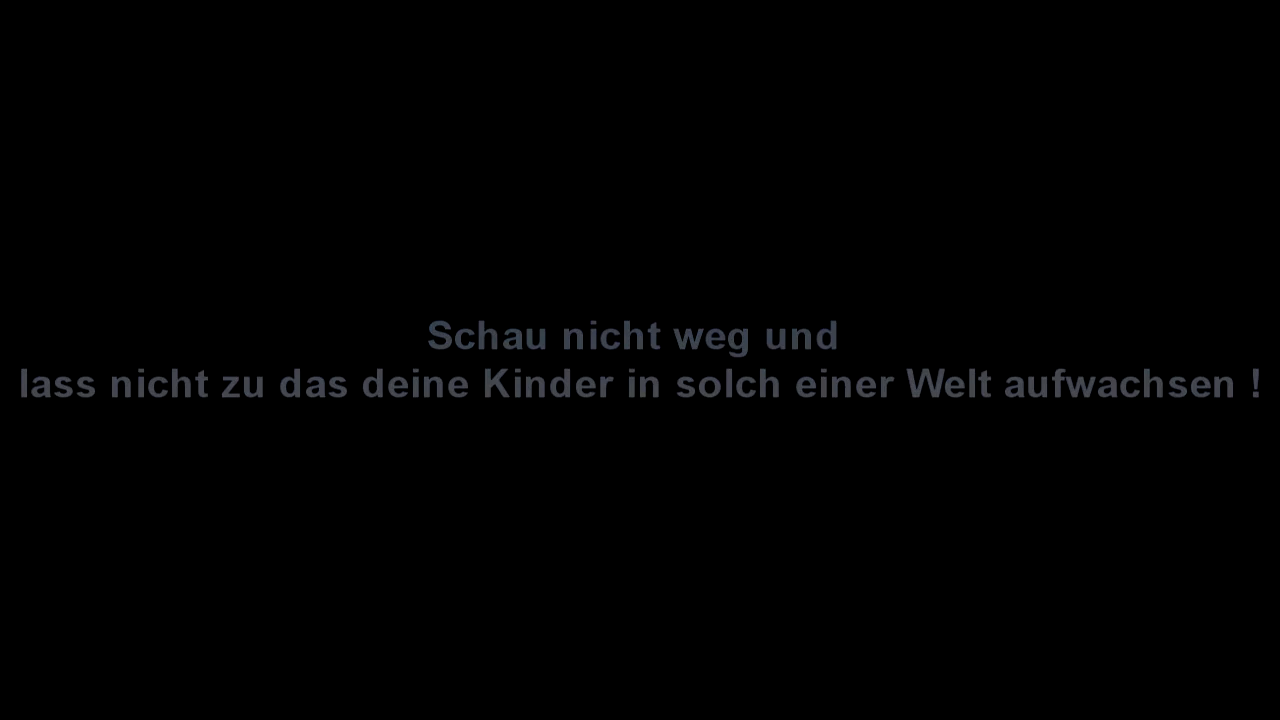 Schau nicht weg und
lass nicht zu das deine Kinder in solch einer Welt aufwachsen !